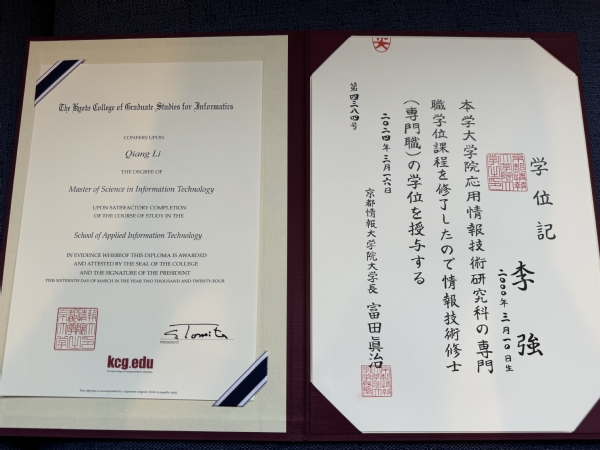 The Kyoto College of Graduate Studies for Informatics
CONFERS UPON
Qiang Li
THE DEGREE OF
Master of Science in Information Technology
UPON SATISFACTORY COMPLETION
OF THE COURSE OF STUDY IN THE
School of Applied Information Technology
IN EVIDENCE WHEREOF THIS DIPLOMA IS AWARDED
AND ATTESTED BY THE SEAL OF THE COLLEGE
AND THE SIGNATURE OF THE PRESIDENT
THIS SIXTEENTH DAY OF MARCH IN THE YEAR TWO THOUSAND AND TWENTY-FOUR
PRESIDENT
kcg.edu
学位記
李強
二〇〇〇年三月一〇日生
本学大学院応用情報技術研究科の専門
職学位課程を修了したので情報技術修士
(専門職)の学位を授与する
二〇二四年三月一六日
京都情報大学院大学長 富田眞治
第四三八四号